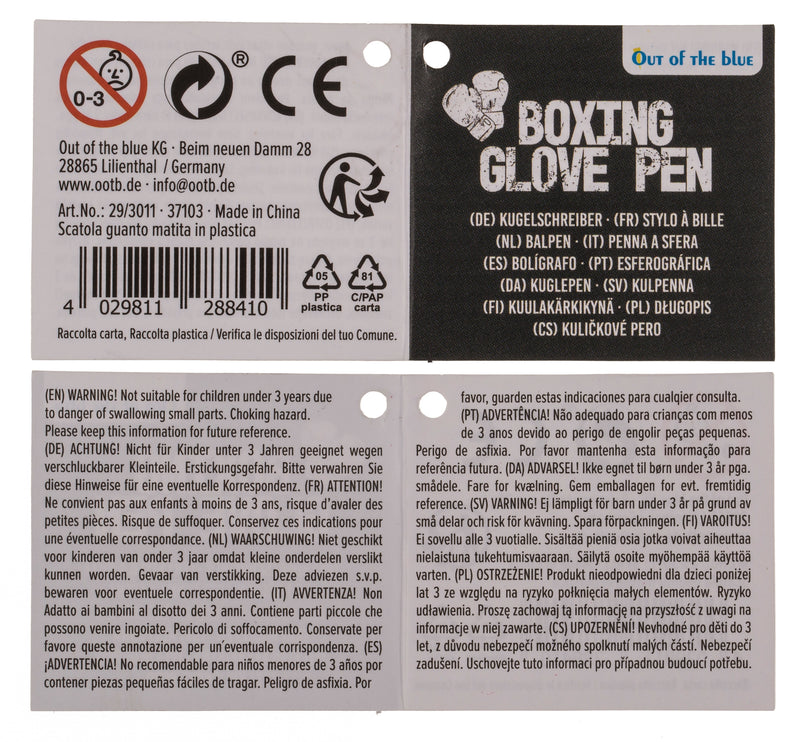 0-3
®
CE
Out of the blue KG · Beim neuen Damm 28
28865 Lilienthal / Germany
www.ootb.de · info@ootb.de
Art.No.: 29/3011 · 37103 · Made in China
Scatola guanto matita in plastica
4 029811 288410
05
PP
plastica
81
C/PAP
carta
Raccolta carta, Raccolta plastica / Verifica le disposizioni del tuo Comune.
OUT OF THE BLUE
BOXING
GLOVE PEN
(DE) KUGELSCHREIBER · (FR) STYLO À BILLE
(NL) BALPEN · (IT) PENNA A SFERA
(ES) BOLÍGRAFO · (PT) ESFEROGRÁFICA
(DA) KUGLEPEN · (SV) KULPENNA
(FI) KUULAKÄRKIKYNÄ · (PL) DŁUGOPIS
(CS) KULIČKOVÉ PERO
(EN) WARNING! Not suitable for children under 3 years due
to danger of swallowing small parts. Choking hazard.
Please keep this information for future reference.
(DE) ACHTUNG! Nicht für Kinder unter 3 Jahren geeignet wegen
verschluckbarer Kleinteile. Erstickungsgefahr. Bitte verwahren Sie
diese Hinweise für eine eventuelle Korrespondenz. (FR) ATTENTION!
Ne convient pas aux enfants à moins de 3 ans, risque d'avaler des
petites pièces. Risque de suffoquer. Conservez ces indications pour
une éventuelle correspondance. (NL) WAARSCHUWING! Niet geschikt
voor kinderen van onder 3 jaar omdat kleine onderdelen verslikt
kunnen worden. Gevaar van verstikking. Deze adviezen s.v.p.
bewaren voor eventuele correspondentie. (IT) AVVERTENZA! Non
Adatto ai bambini al disotto dei 3 anni. Contiene parti piccole che
possono venire ingoiate. Pericolo di soffocamento. Conservate per
favore queste annotazione per un'eventuale corrispondenza. (ES)
¡ADVERTENCIA! No recomendable para niños menores de 3 años por
contener piezas pequeñas fáciles de tragar. Peligro de asfixia. Por
favor, guarden estas indicaciones para cualqier consulta.
(PT) ADVERTÊNCIA! Não adequado para crianças com menos
de 3 anos devido ao perigo de engolir peças pequenas.
Perigo de asfixia. Por favor mantenha esta informação para
referência futura. (DA) ADVARSEL! Ikke egnet til børn under 3 år pga.
smådele. Fare for kvælning. Gem emballagen for evt. fremtidig
reference. (SV) VARNING! Ej lämpligt för barn under 3 år på grund av
små delar och risk för kvävning. Spara förpackningen. (FI) VAROITUS!
Ei sovellu alle 3 vuotialle. Sisältää pieniä osia jotka voivat aiheuttaa
nielaistuna tukehtumisvaaraan. Säilytä osoite myöhempää käyttöä
varten. (PL) OSTRZEŻENIE! Produkt nieodpowiedni dla dzieci poniżej
lat 3 ze względu na ryzyko połknięcia małych elementów. Ryzyko
udławienia. Proszę zachowaj tą informację na przyszłość z uwagi na
informacje w niej zawarte. (CS) UPOZERNĚNÍ! Nevhodné pro děti do 3
let, z důvodu nebezpečí možného spolknutí malých částí. Nebezpečí
zadušení. Uschovejte tuto informaci pro případnou budoucí potřebu.